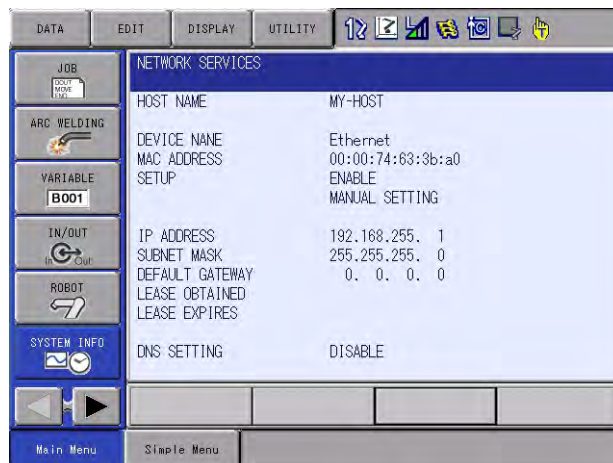 DATA EDIT DISPLAY UTILITY
JOB
DOUT
MOVE
END
ARC WELDING
VARIABLE
B001
IN/OUT
In Out
ROBOT
SYSTEM INFO
NETWORK SERVICES
HOST NAME MY-HOST
DEVICE NANE Ethernet
MAC ADDRESS 00:00:74:63:3b:a0
SETUP ENABLE
MANUAL SETTING
IP ADDRESS 192.168.255. 1
SUBNET MASK 255.255.255. 0
DEFAULT GATEWAY 0. 0. 0. 0
LEASE OBTAINED
LEASE EXPIRES
DNS SETTING DISABLE
Main Menu Simple Menu